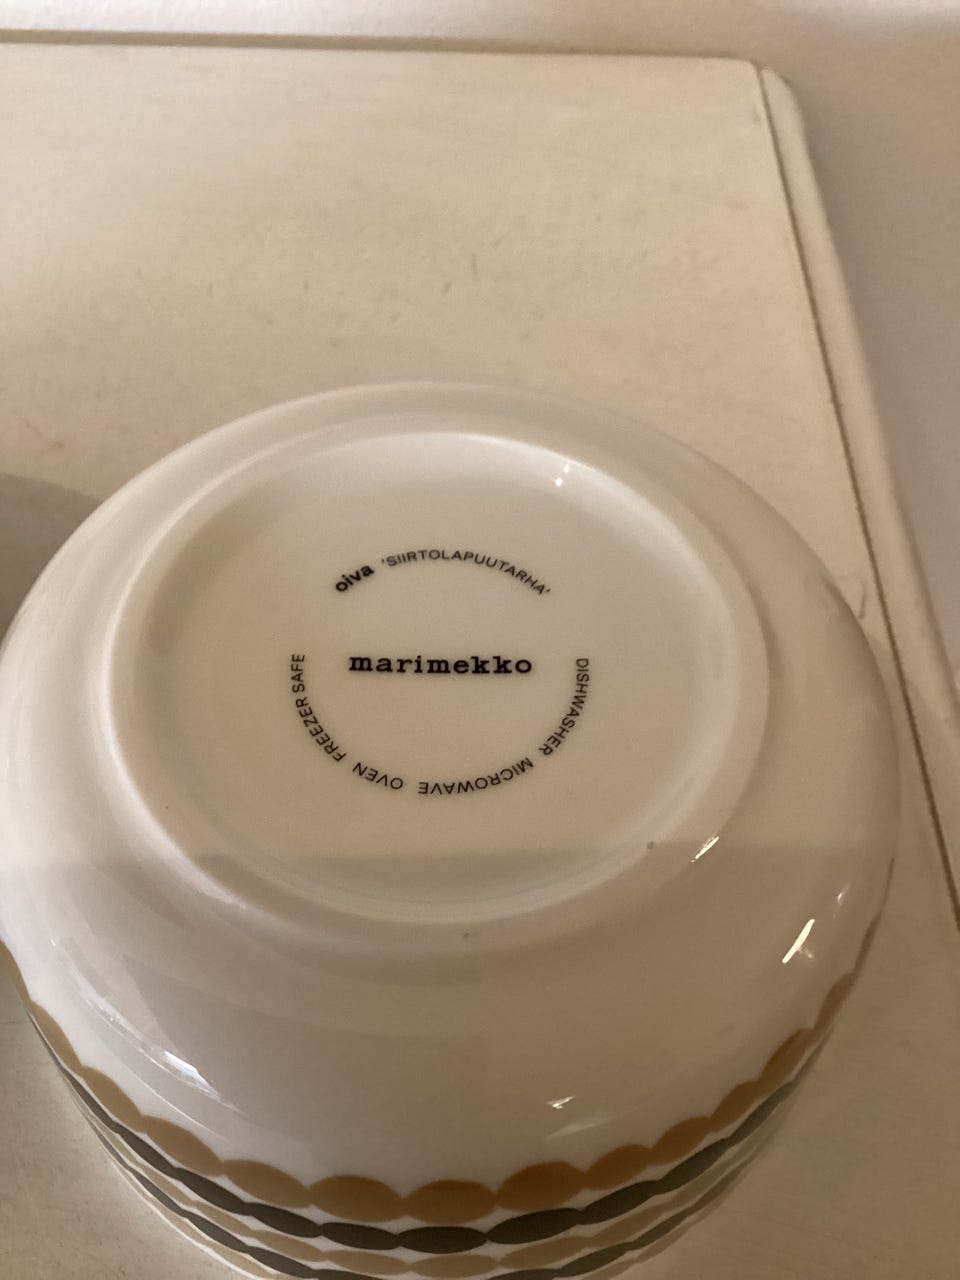 oiva 'SIIRTOLAPUUTARHA'
marimekko
DISHWASHER MICROWAVE OVEN FREEZER SAFE